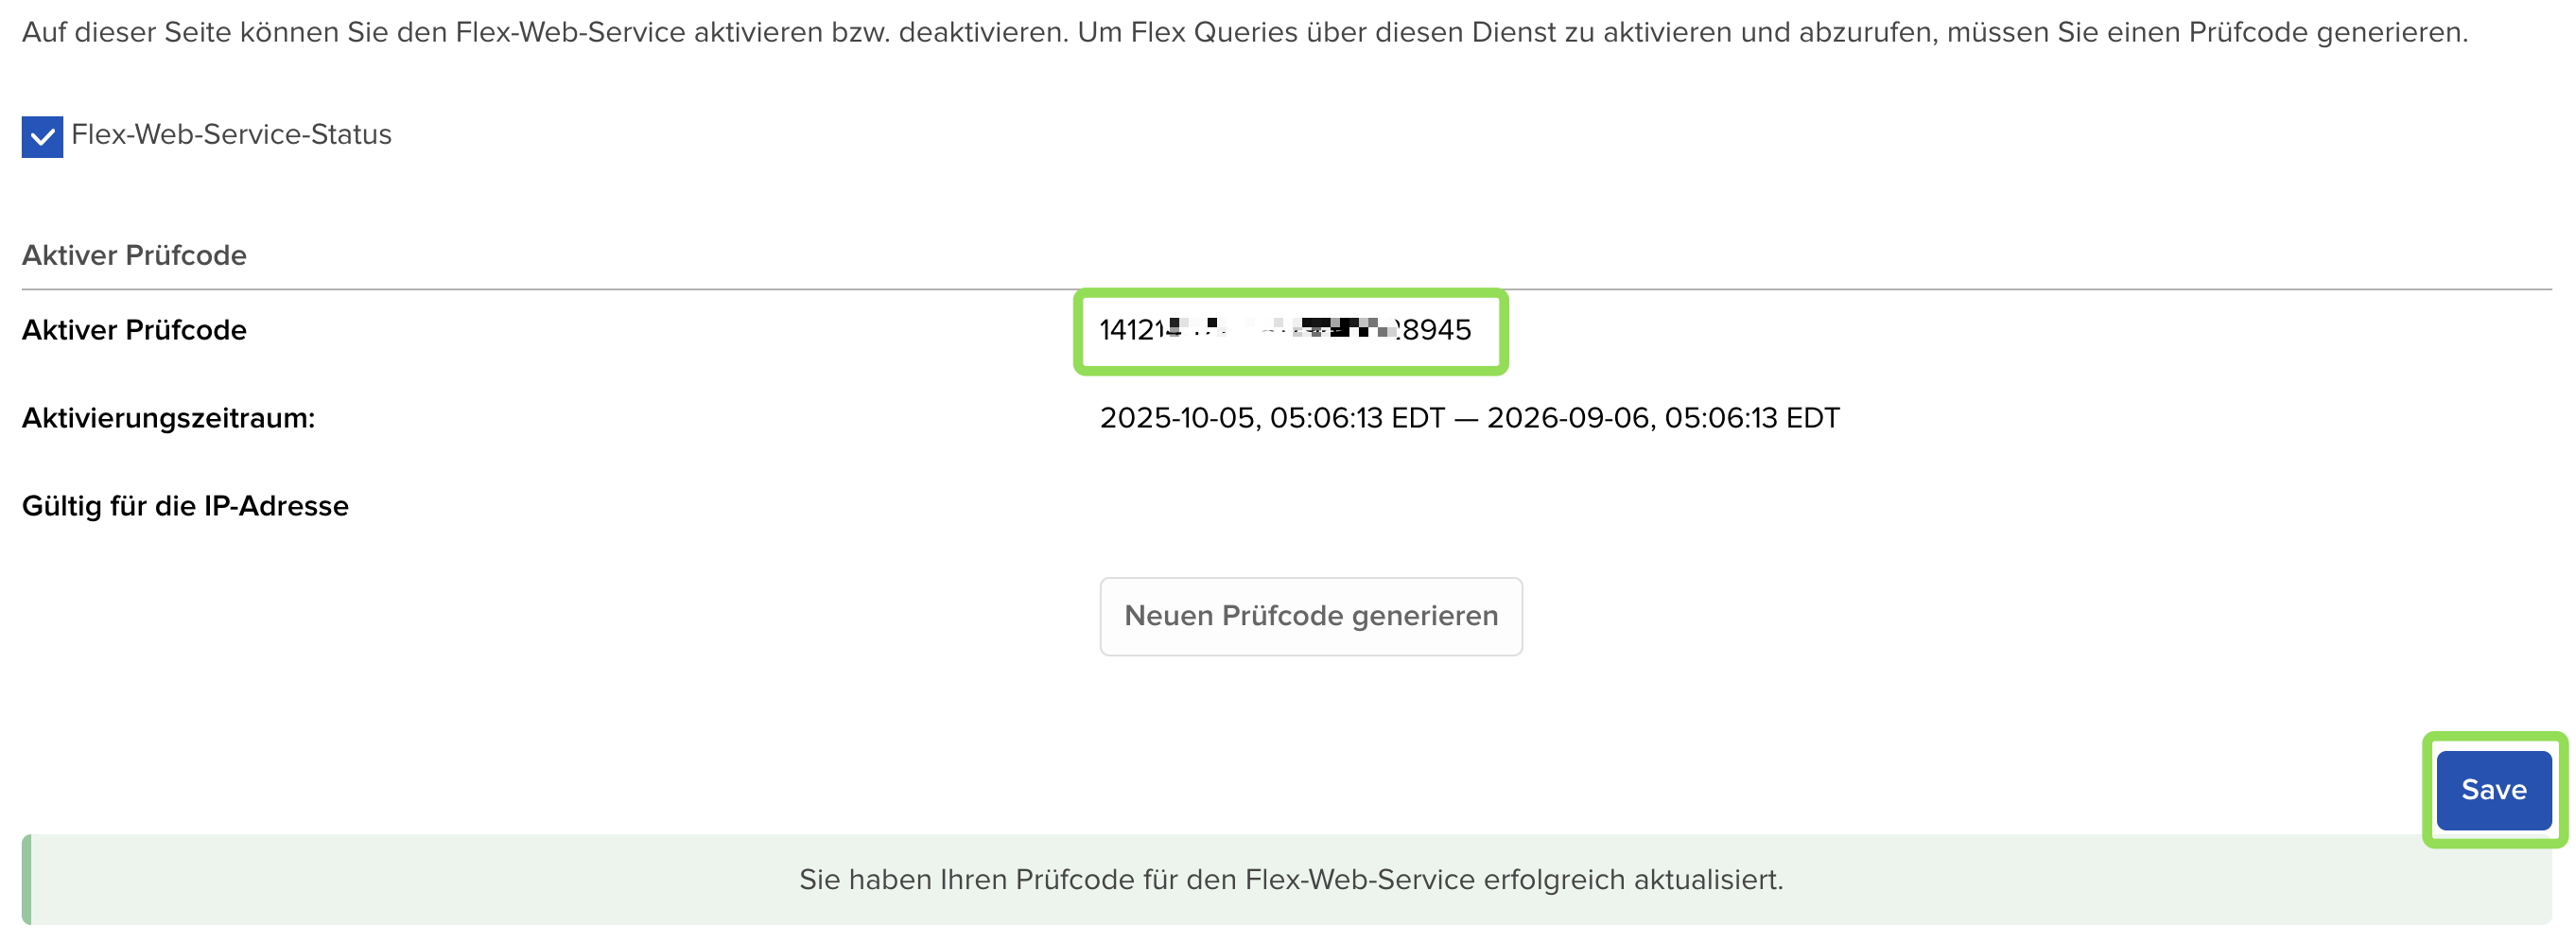 Auf dieser Seite können Sie den Flex-Web-Service aktivieren bzw. deaktivieren. Um Flex Queries über diesen Dienst zu aktivieren und abzurufen, müssen Sie einen Prüfcode generieren.
Flex-Web-Service-Status
Aktiver Prüfcode
Aktiver Prüfcode
Aktivierungszeitraum: 2025-10-05, 05:06:13 EDT — 2026-09-06, 05:06:13 EDT
Gültig für die IP-Adresse
Neuen Prüfcode generieren
Save
Sie haben Ihren Prüfcode für den Flex-Web-Service erfolgreich aktualisiert.